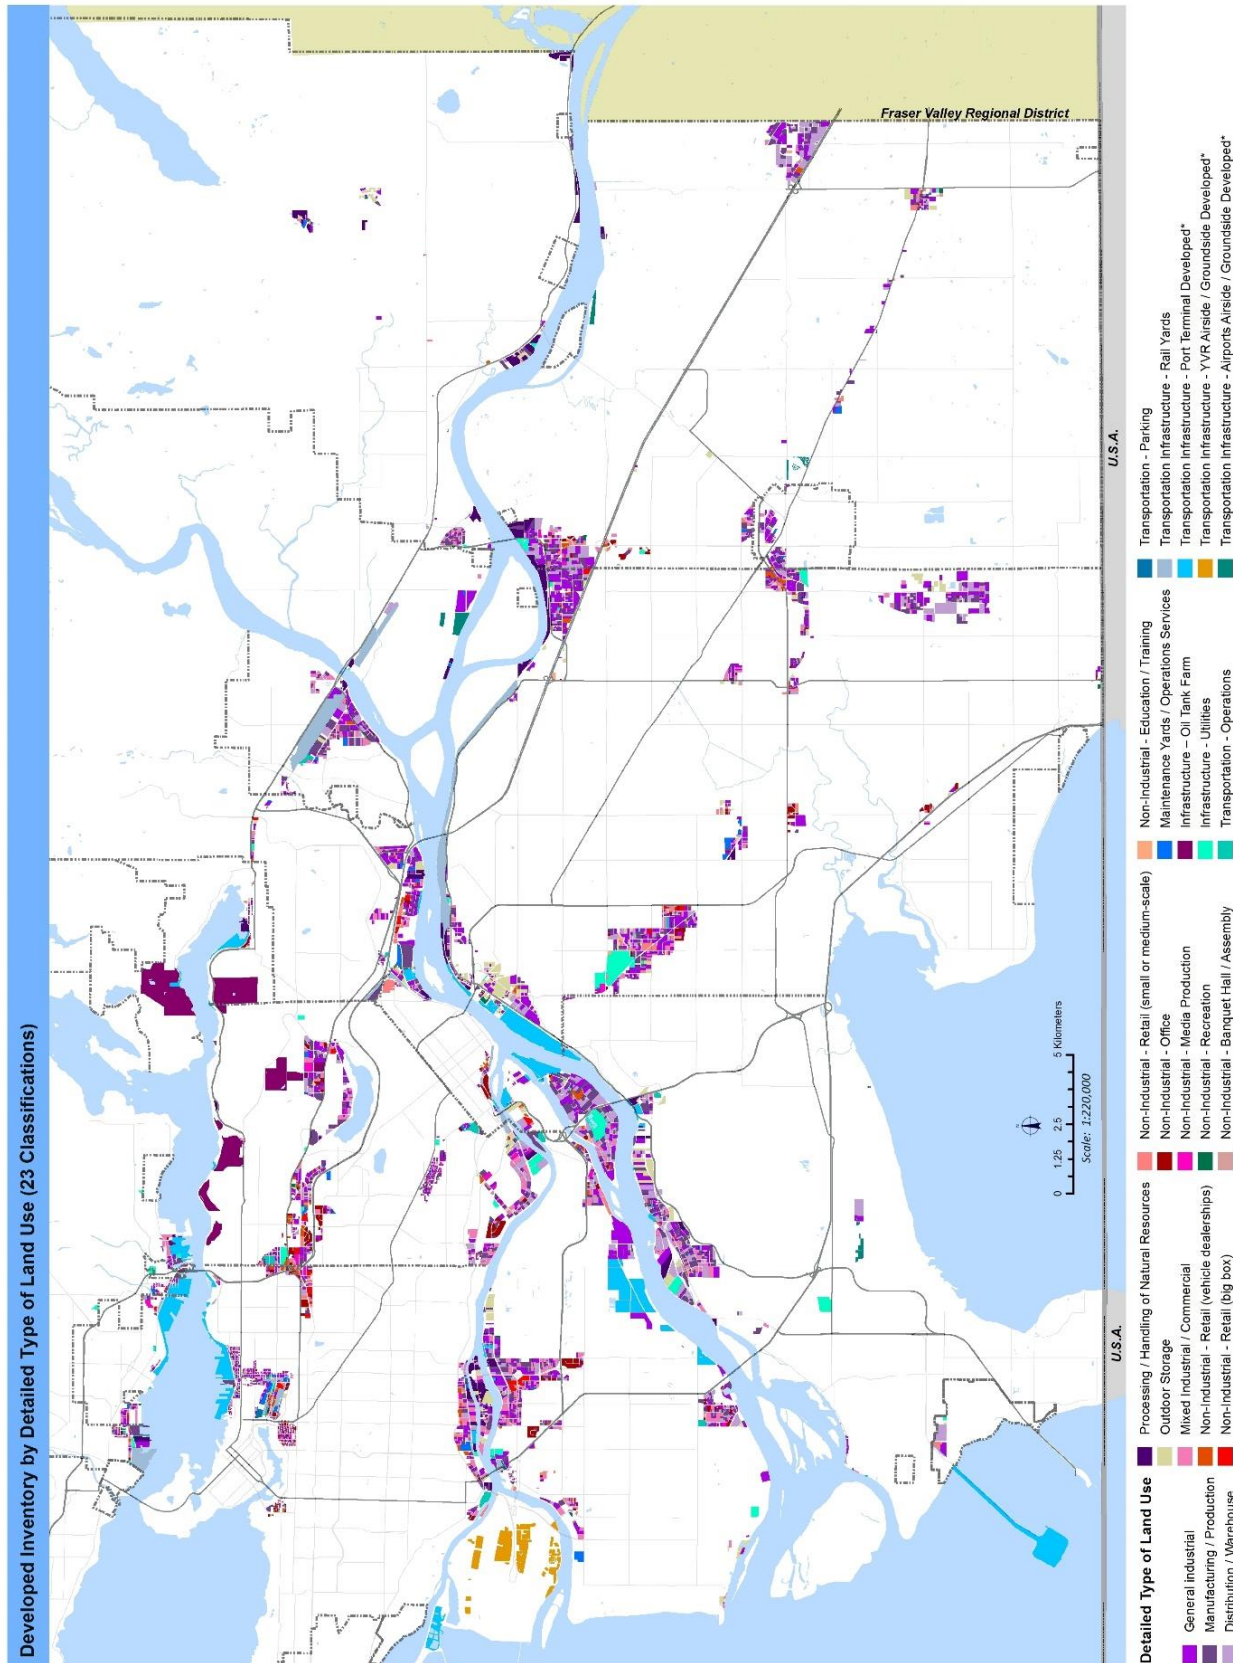 Developed Inventory by Detailed Type of Land Use (23 Classifications)
Fraser Valley Regional District
U.S.A.
U.S.A.
N
0 1.25 2.5 5 Kilometers
Scale: 1:220,000
Detailed Type of Land Use
General industrial
Manufacturing / Production
Distribution / Warehouse
Processing / Handling of Natural Resources
Outdoor Storage
Mixed Industrial / Commercial
Non-Industrial - Retail (vehicle dealerships)
Non-Industrial - Retail (big box)
Non-Industrial - Retail (small or medium-scale)
Non-Industrial - Office
Non-Industrial - Media Production
Non-Industrial - Recreation
Non-Industrial - Banquet Hall / Assembly
Non-Industrial - Education / Training
Maintenance Yards / Operations Services
Infrastructure – Oil Tank Farm
Infrastructure - Utilities
Transportation - Operations
Transportation - Parking
Transportation Infrastructure - Rail Yards
Transportation Infrastructure - Port Terminal Developed*
Transportation Infrastructure - YVR Airside / Groundside Developed*
Transportation Infrastructure - Airports Airside / Groundside Developed*